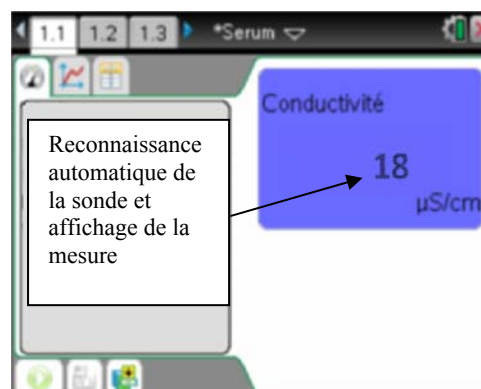 1.1 1.2 1.3 *Serum
Conductivité
18
µS/cm
Reconnaissance
automatique de
la sonde et
affichage de la
mesure